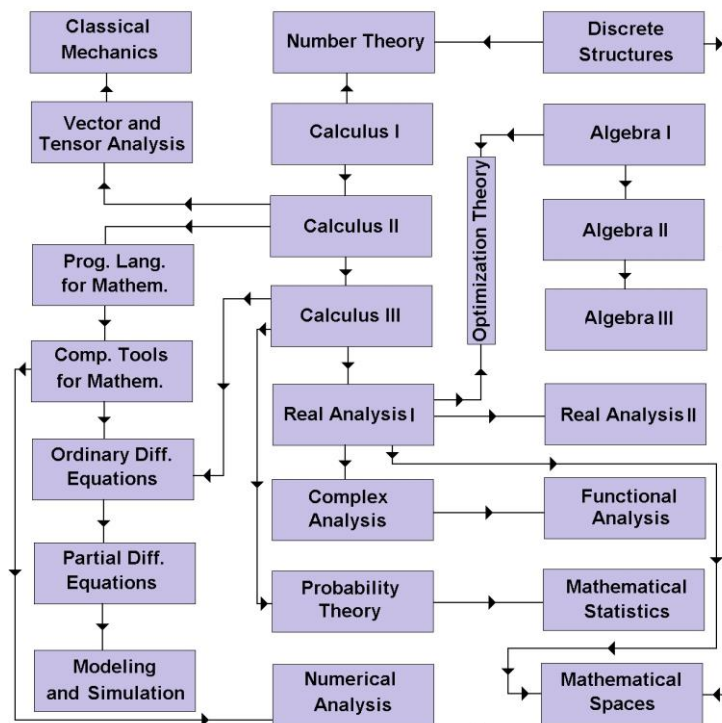 Classical
Mechanics
Number Theory
Discrete
Structures
Vector and
Tensor Analysis
Calculus I
Algebra I
Optimization Theory
Calculus II
Algebra II
Prog. Lang.
for Mathem.
Calculus III
Algebra III
Comp. Tools
for Mathem.
Real Analysis I
Real Analysis II
Ordinary Diff.
Equations
Complex
Analysis
Functional
Analysis
Partial Diff.
Equations
Probability
Theory
Mathematical
Statistics
Modeling
and Simulation
Numerical
Analysis
Mathematical
Spaces